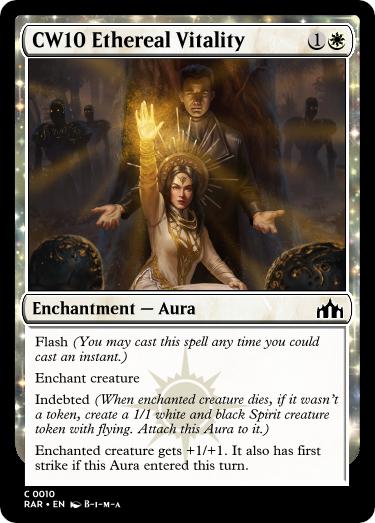 CW10 Ethereal Vitality 1
Enchantment — Aura
Flash (You may cast this spell any time you could
cast an instant.)
Enchant creature
Indebted (When enchanted creature dies, if it wasn't
a token, create a 1/1 white and black Spirit creature
token with flying. Attach this Aura to it.)
Enchanted creature gets +1/+1. It also has first
strike if this Aura entered this turn.
C 0010
RAR • EN B-I-M-A